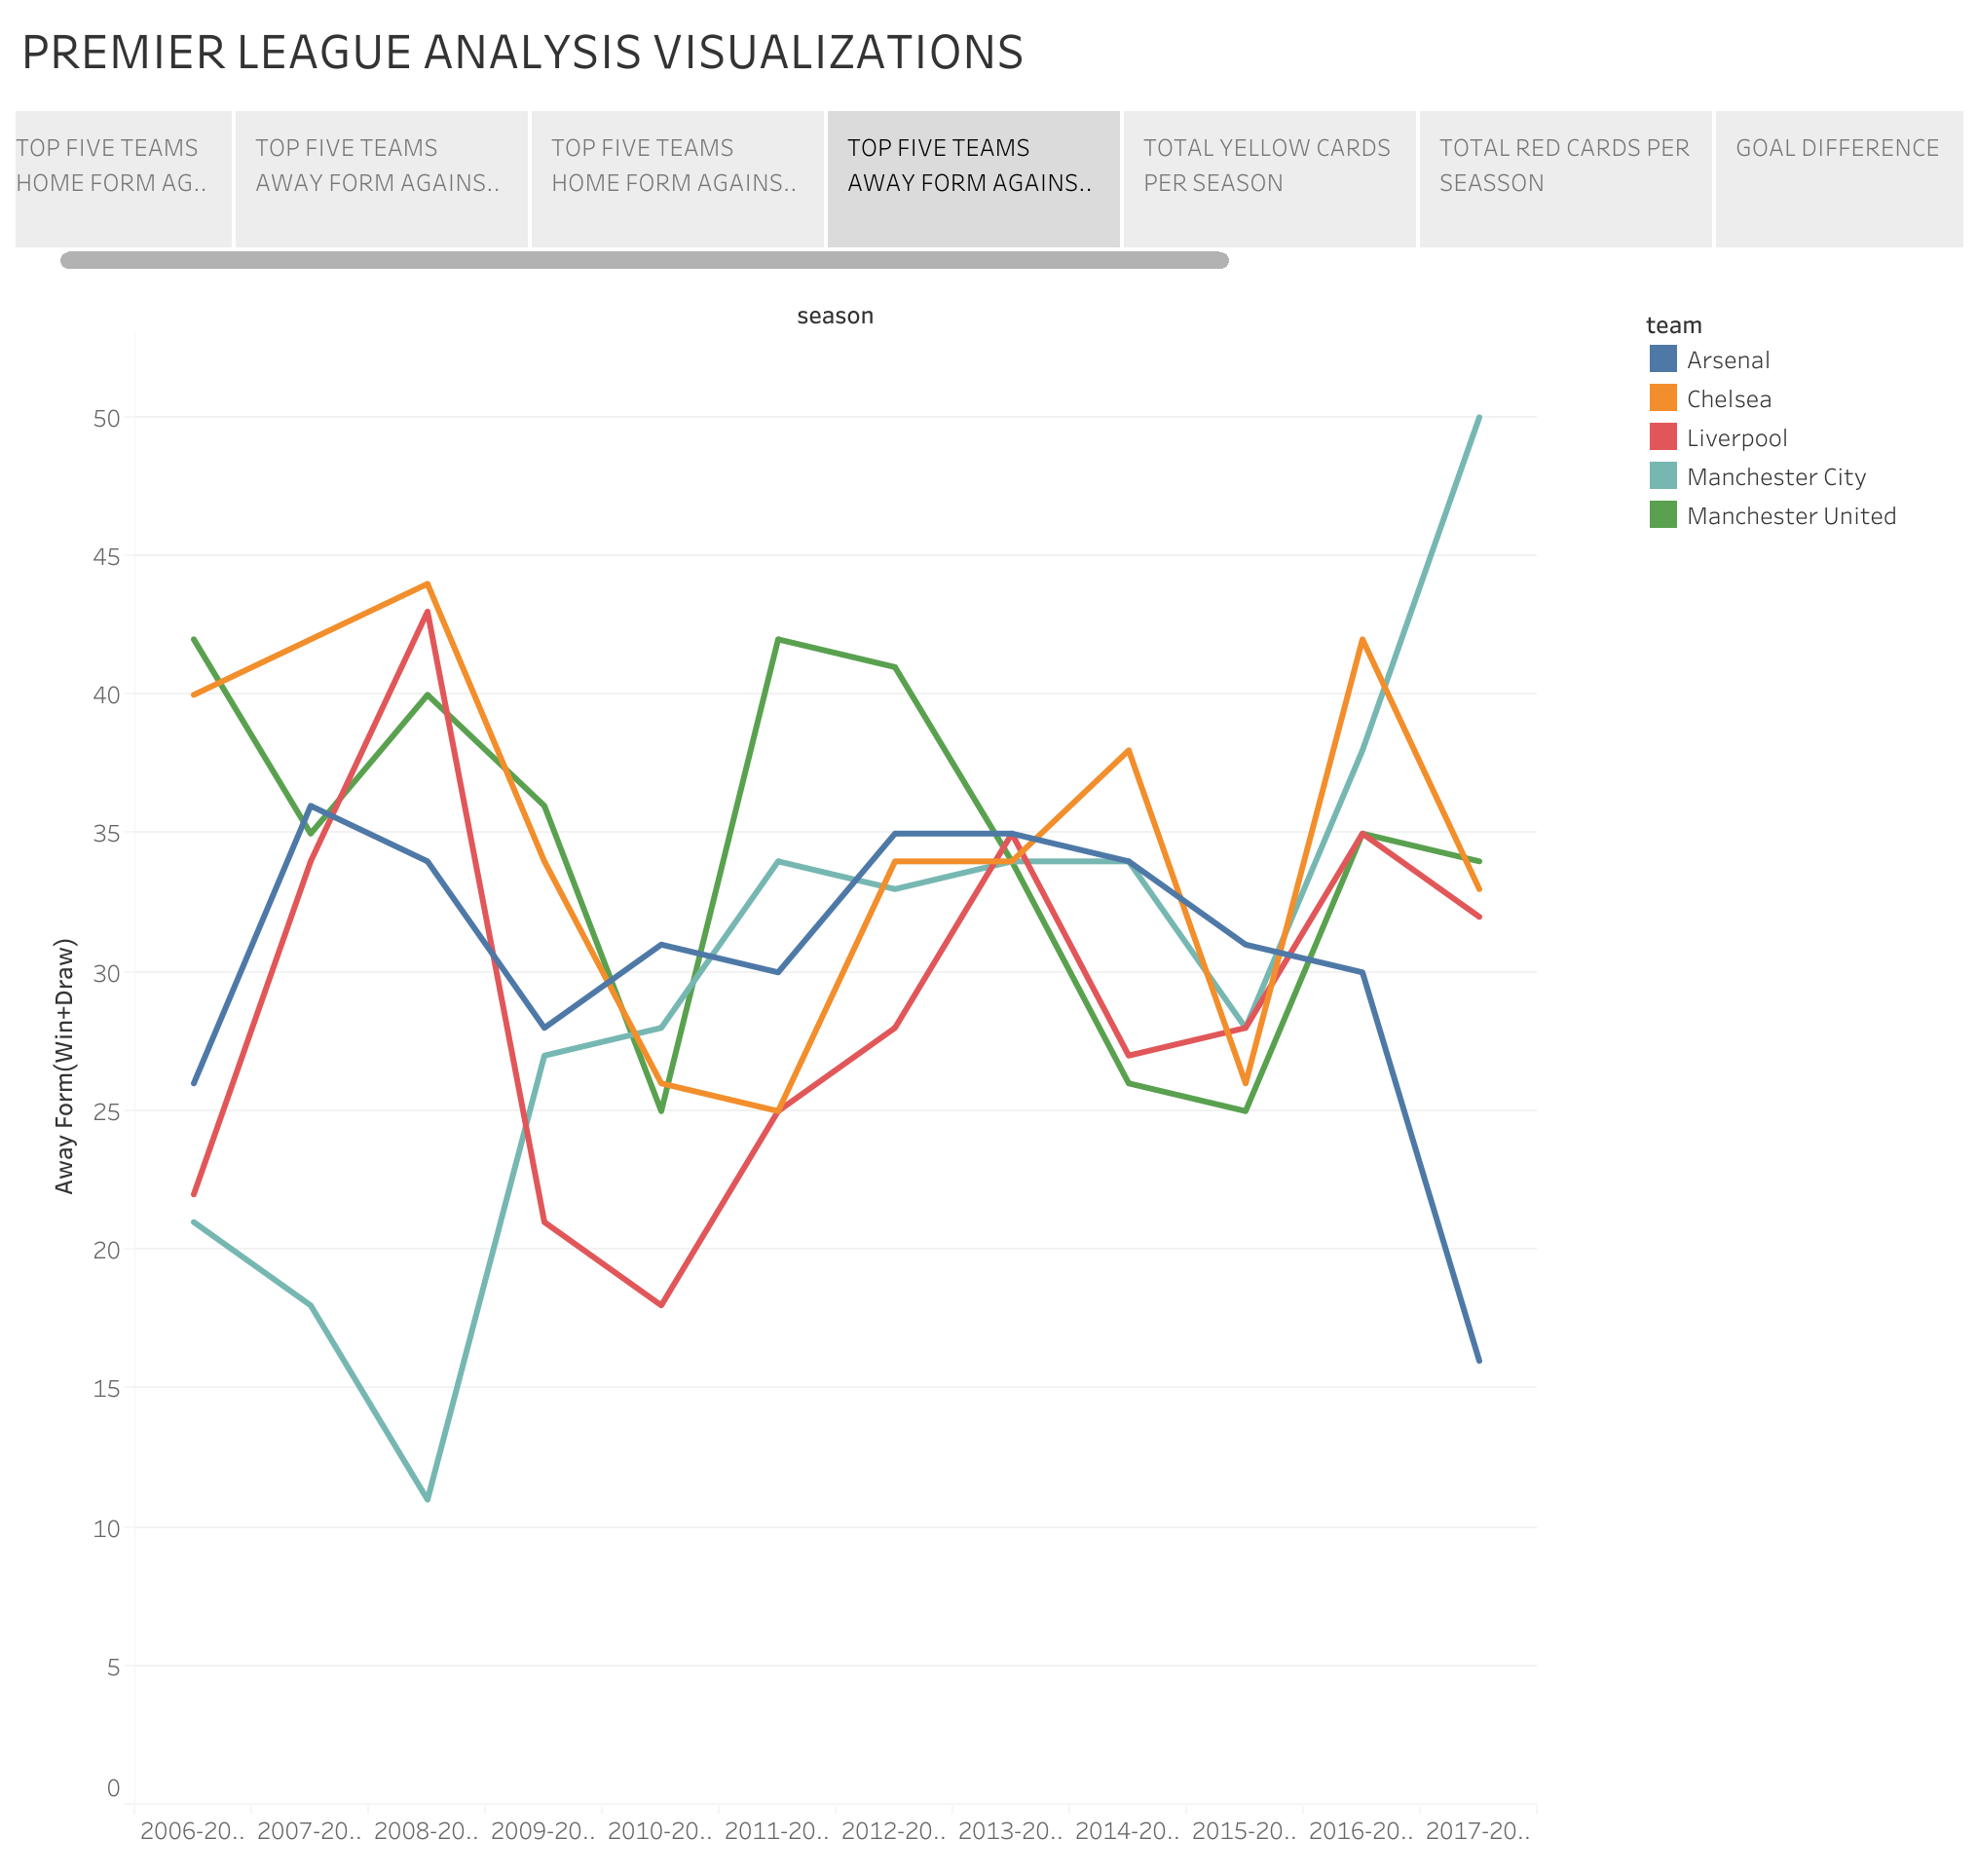 PREMIER LEAGUE ANALYSIS VISUALIZATIONS
TOP FIVE TEAMS
HOME FORM AG..
TOP FIVE TEAMS
AWAY FORM AGAINS..
TOP FIVE TEAMS
HOME FORM AGAINS..
TOP FIVE TEAMS
AWAY FORM AGAINS..
TOTAL YELLOW CARDS
PER SEASON
TOTAL RED CARDS PER
SEASSON
GOAL DIFFERENCE
season
team
Arsenal
Chelsea
Liverpool
Manchester City
Manchester United
Away Form(Win+Draw)
50
45
40
35
30
25
20
15
10
5
0
2006-20.. 2007-20.. 2008-20.. 2009-20.. 2010-20.. 2011-20.. 2012-20.. 2013-20.. 2014-20.. 2015-20.. 2016-20.. 2017-20..